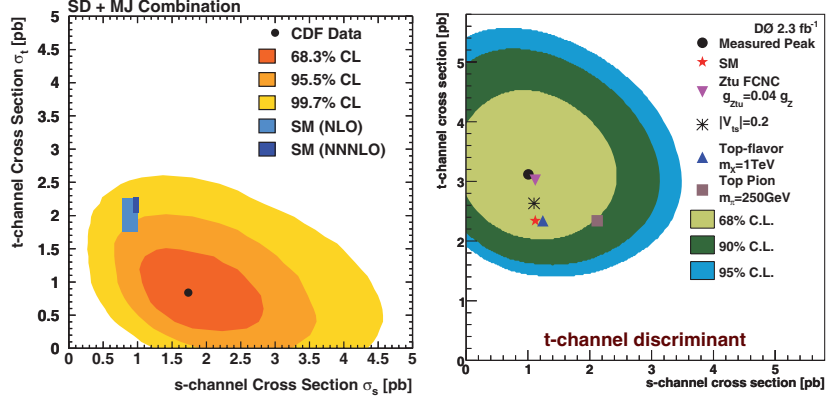 SD + MJ Combination
t-channel Cross Section σt [pb]
5
4.5
4
3.5
3
2.5
2
1.5
1
0.5
0
CDF Data
68.3% CL
95.5% CL
99.7% CL
SM (NLO)
SM (NNNLO)
0 0.5 1 1.5 2 2.5 3 3.5 4 4.5 5
s-channel Cross Section σs [pb]
t-channel cross section [pb]
5
4
3
2
1
0
DØ 2.3 fb-1
Measured Peak
SM
Ztu FCNC
gZtu=0.04 gZ
|Vts|=0.2
Top-flavor
mX=1TeV
Top Pion
mπ=250GeV
68% C.L.
90% C.L.
95% C.L.
t-channel discriminant
0 1 2 3 4 5
s-channel cross section [pb]